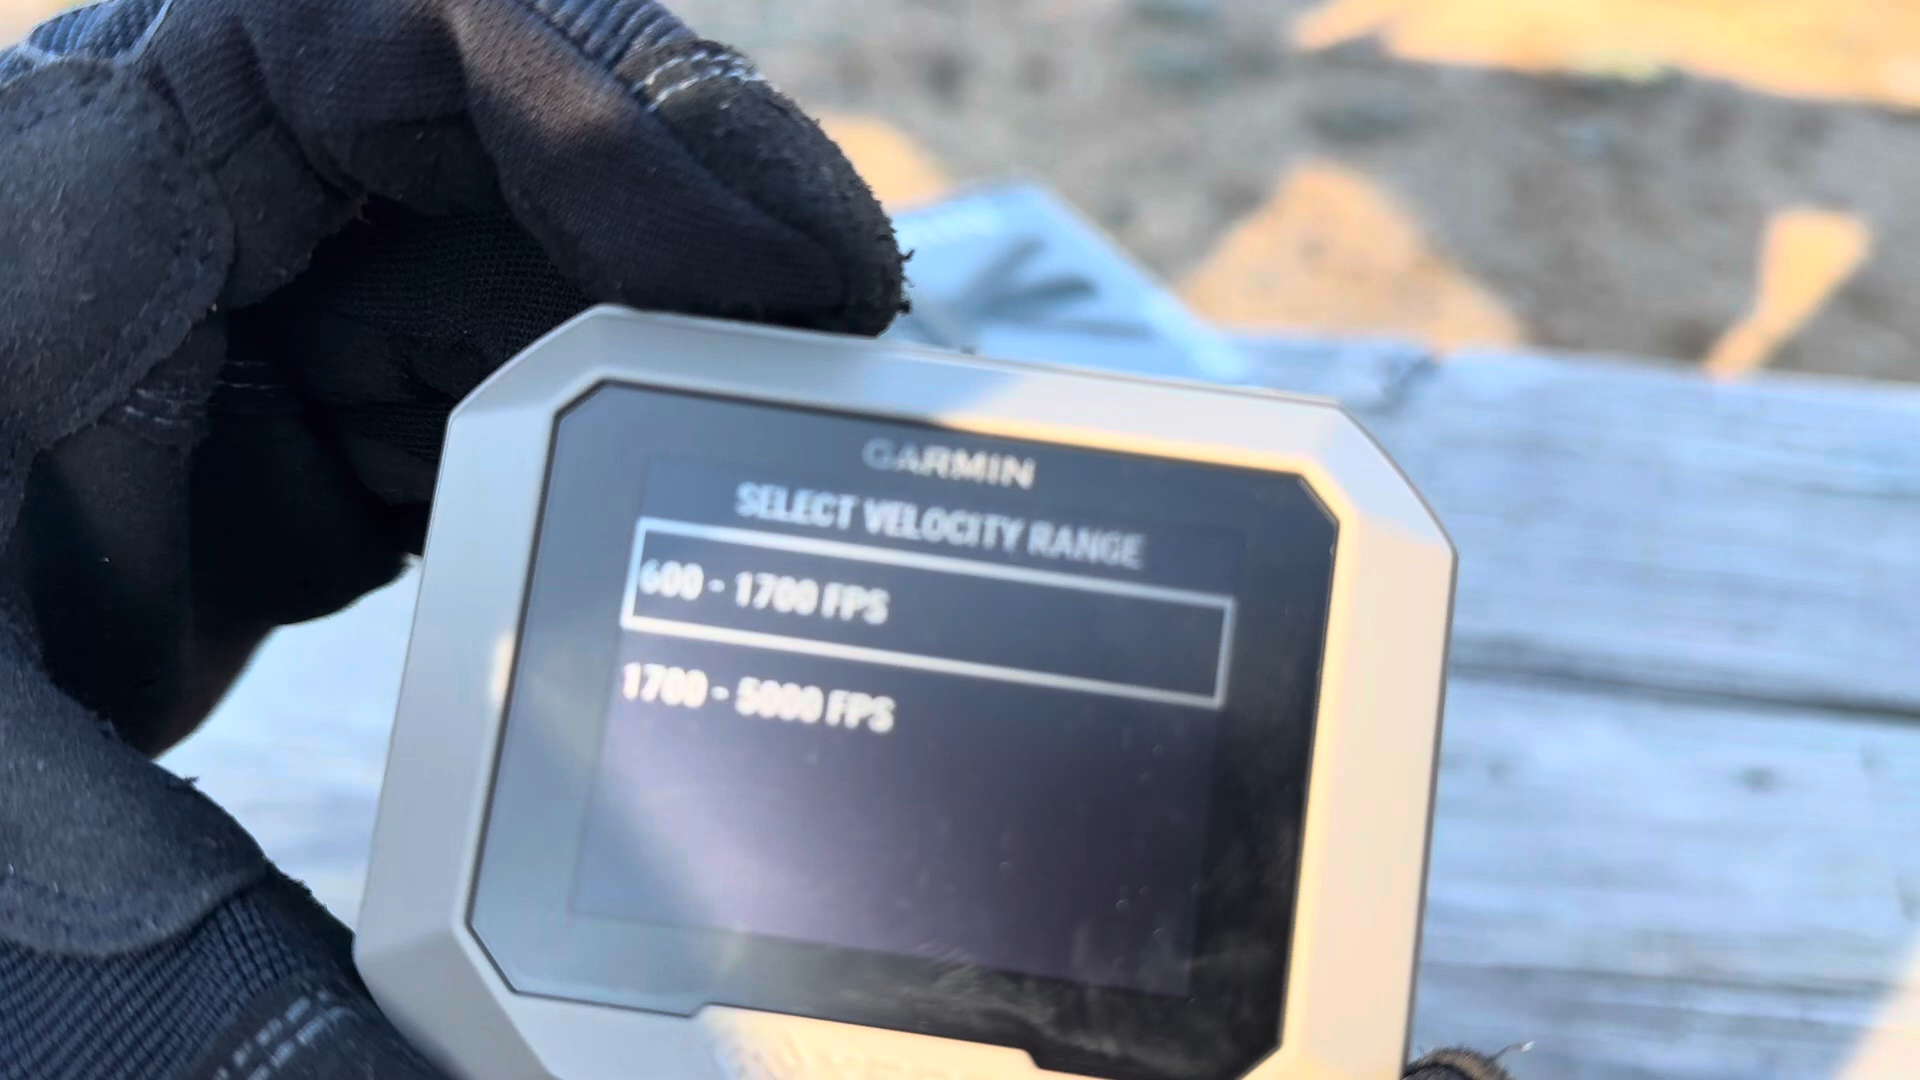 GARMIN
SELECT VELOCITY RANGE
600 - 1700 FPS
1700 - 5000 FPS